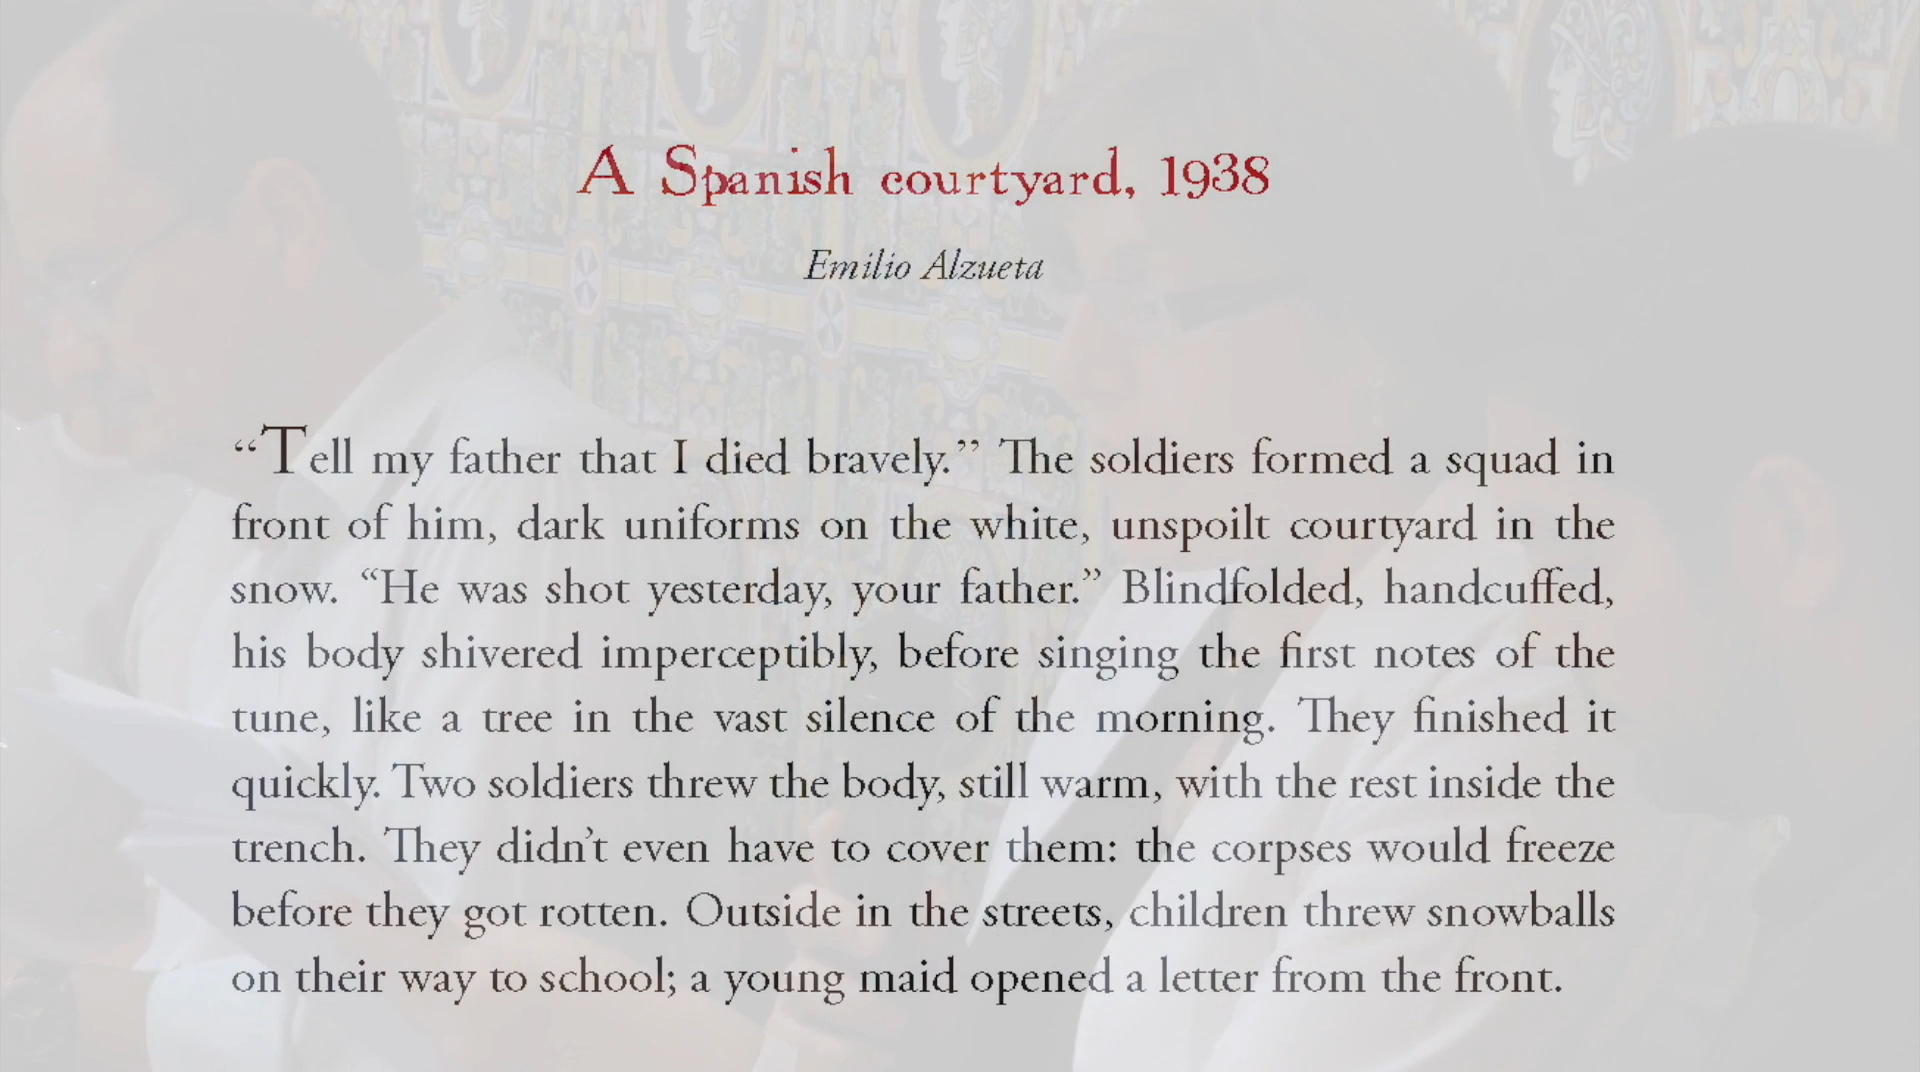 A Spanish courtyard, 1938
Emilio Alzueta
“Tell my father that I died bravely.” The soldiers formed a squad in
front of him, dark uniforms on the white, unspoilt courtyard in the
snow. “He was shot yesterday, your father.” Blindfolded, handcuffed,
his body shivered imperceptibly, before singing the first notes of the
tune, like a tree in the vast silence of the morning. They finished it
quickly. Two soldiers threw the body, still warm, with the rest inside the
trench. They didn’t even have to cover them: the corpses would freeze
before they got rotten. Outside in the streets, children threw snowballs
on their way to school; a young maid opened a letter from the front.